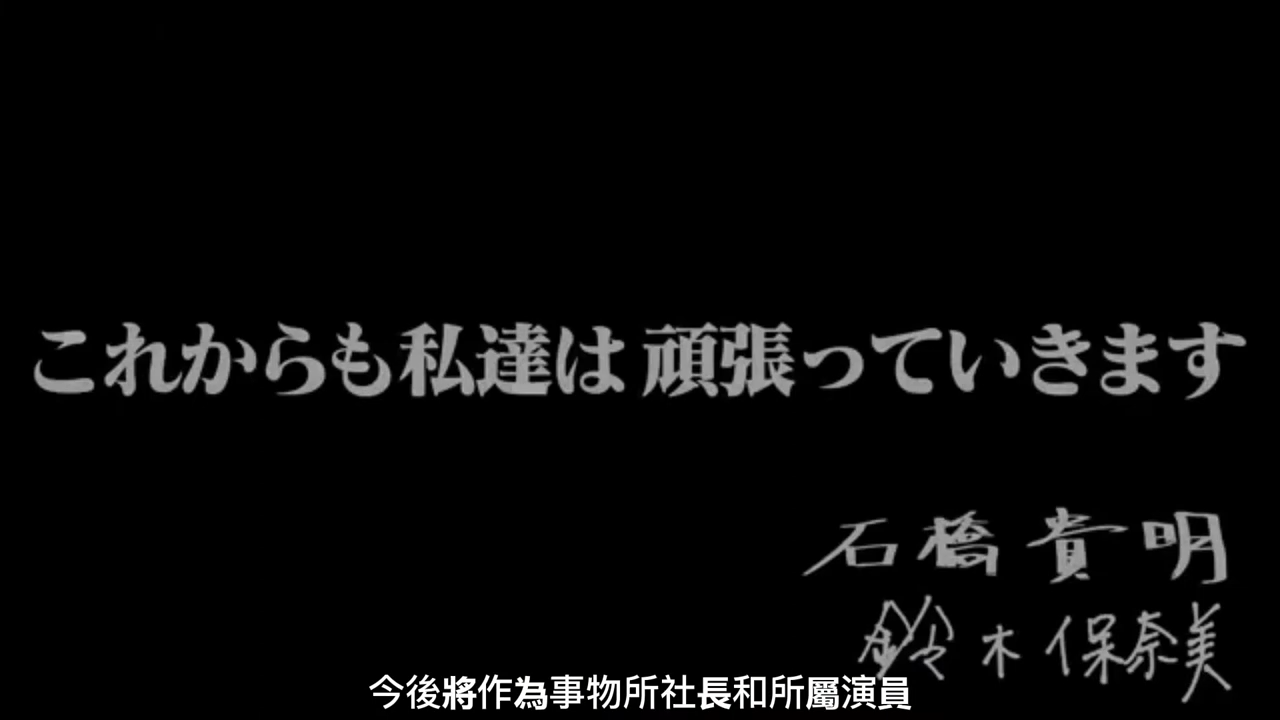 これからも私達は 頑張っていきます
石橋貴明
鈴木保奈美
今後將作為事物所社長和所屬演員